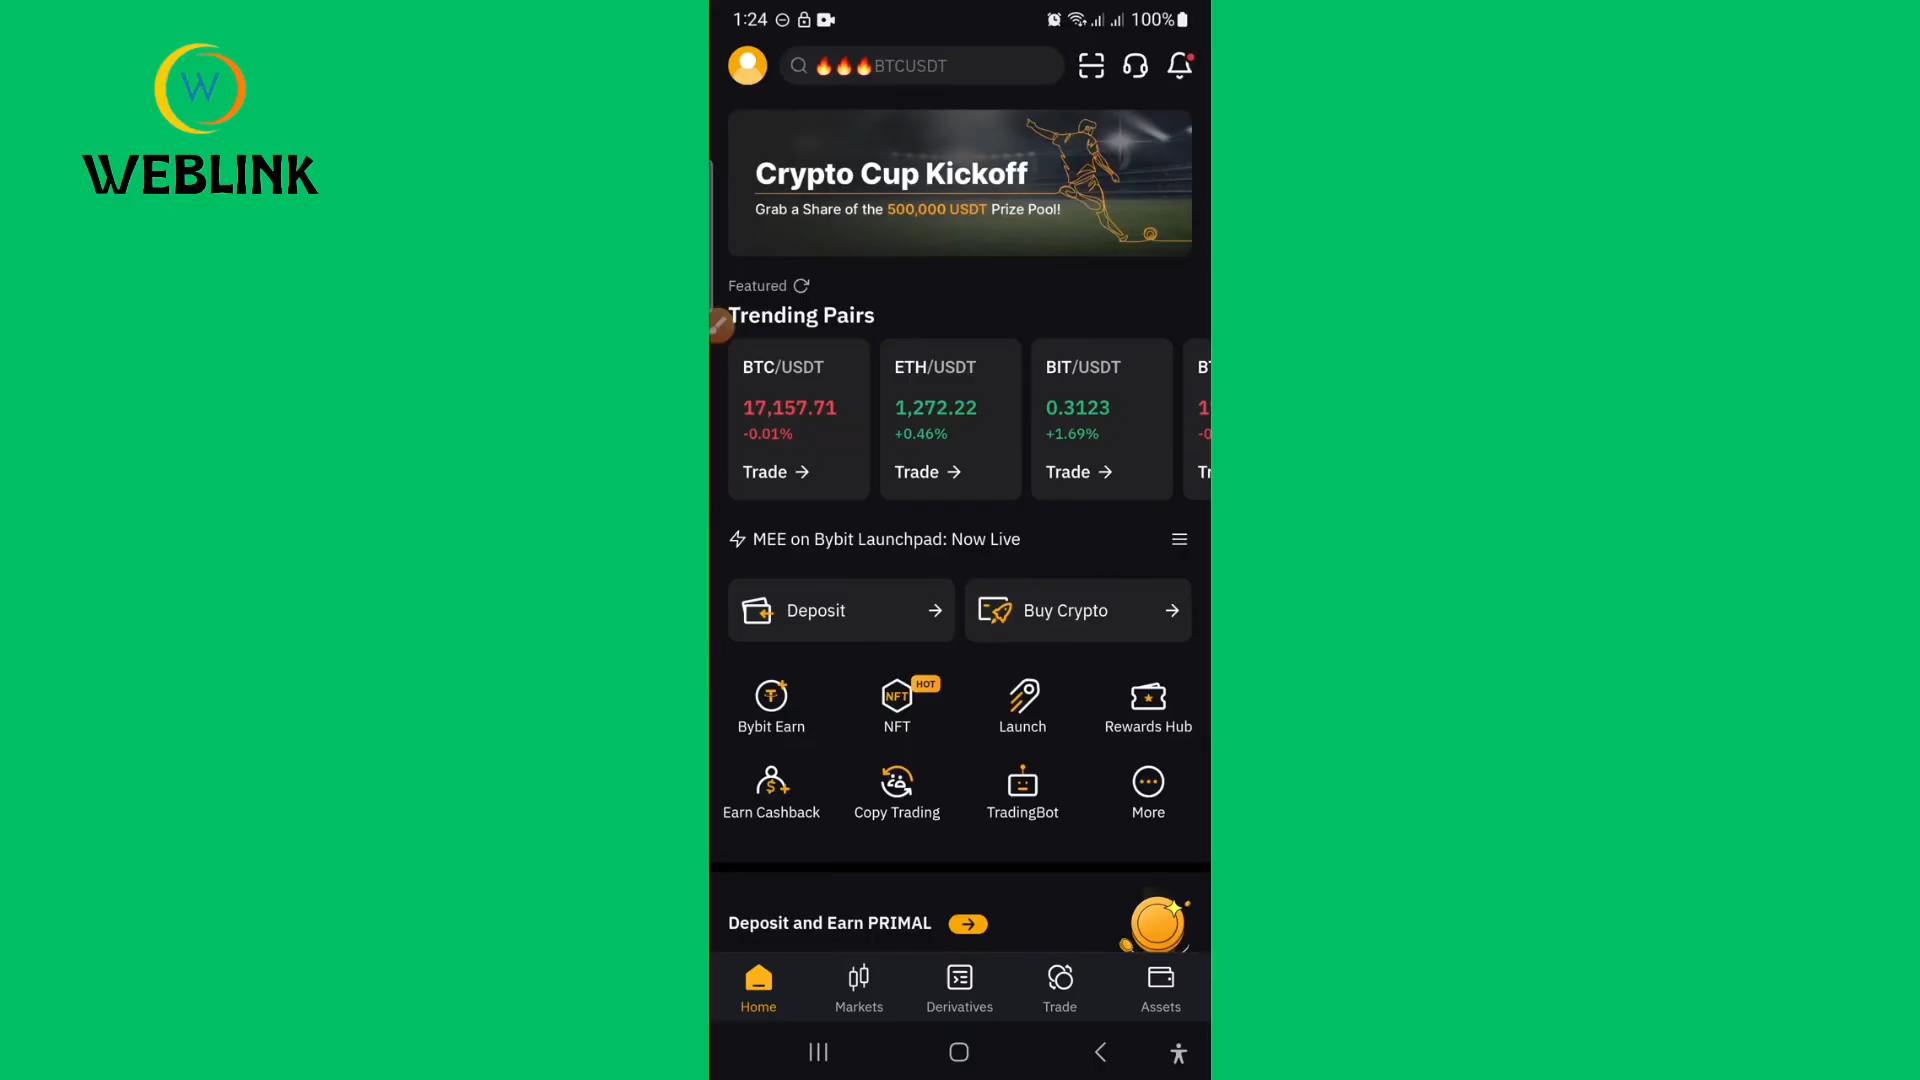 W
WEBLINK
1:24 100%
🔥🔥🔥BTCUSDT
Crypto Cup Kickoff
Grab a Share of the 500,000 USDT Prize Pool!
Featured
Trending Pairs
BTC/USDT ETH/USDT BIT/USDT
17,157.71 1,272.22 0.3123
-0.01% +0.46% +1.69%
Trade → Trade → Trade →
MEE on Bybit Launchpad: Now Live
Deposit → Buy Crypto →
NFT HOT
Bybit Earn NFT Launch Rewards Hub
Earn Cashback Copy Trading TradingBot More
Deposit and Earn PRIMAL →
Home Markets Derivatives Trade Assets